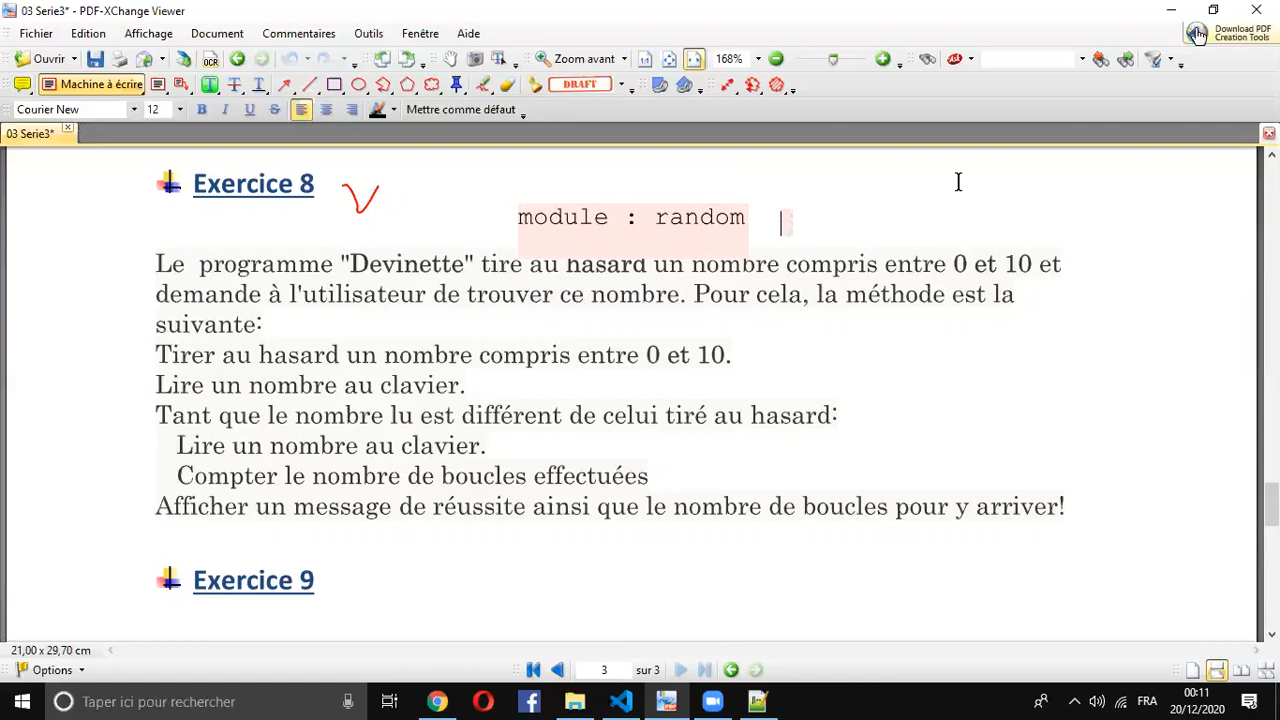 03 Serie3* - PDF-XChange Viewer
Fichier Edition Affichage Document Commentaires Outils Fenêtre Aide
Download PDF
Creation Tools
Ouvrir OCR Zoom avant 168%
Machine à écrire DRAFT
Courier New 12 B I U S Mettre comme défaut
03 Serie3* x
Exercice 8 V
module : random
Le programme "Devinette" tire au hasard un nombre compris entre 0 et 10 et
demande à l'utilisateur de trouver ce nombre. Pour cela, la méthode est la
suivante:
Tirer au hasard un nombre compris entre 0 et 10.
Lire un nombre au clavier.
Tant que le nombre lu est différent de celui tiré au hasard:
Lire un nombre au clavier.
Compter le nombre de boucles effectuées
Afficher un message de réussite ainsi que le nombre de boucles pour y arriver!
Exercice 9
21,00 x 29,70 cm
Options 3 sur 3
Taper ici pour rechercher FRA 00:11
20/12/2020